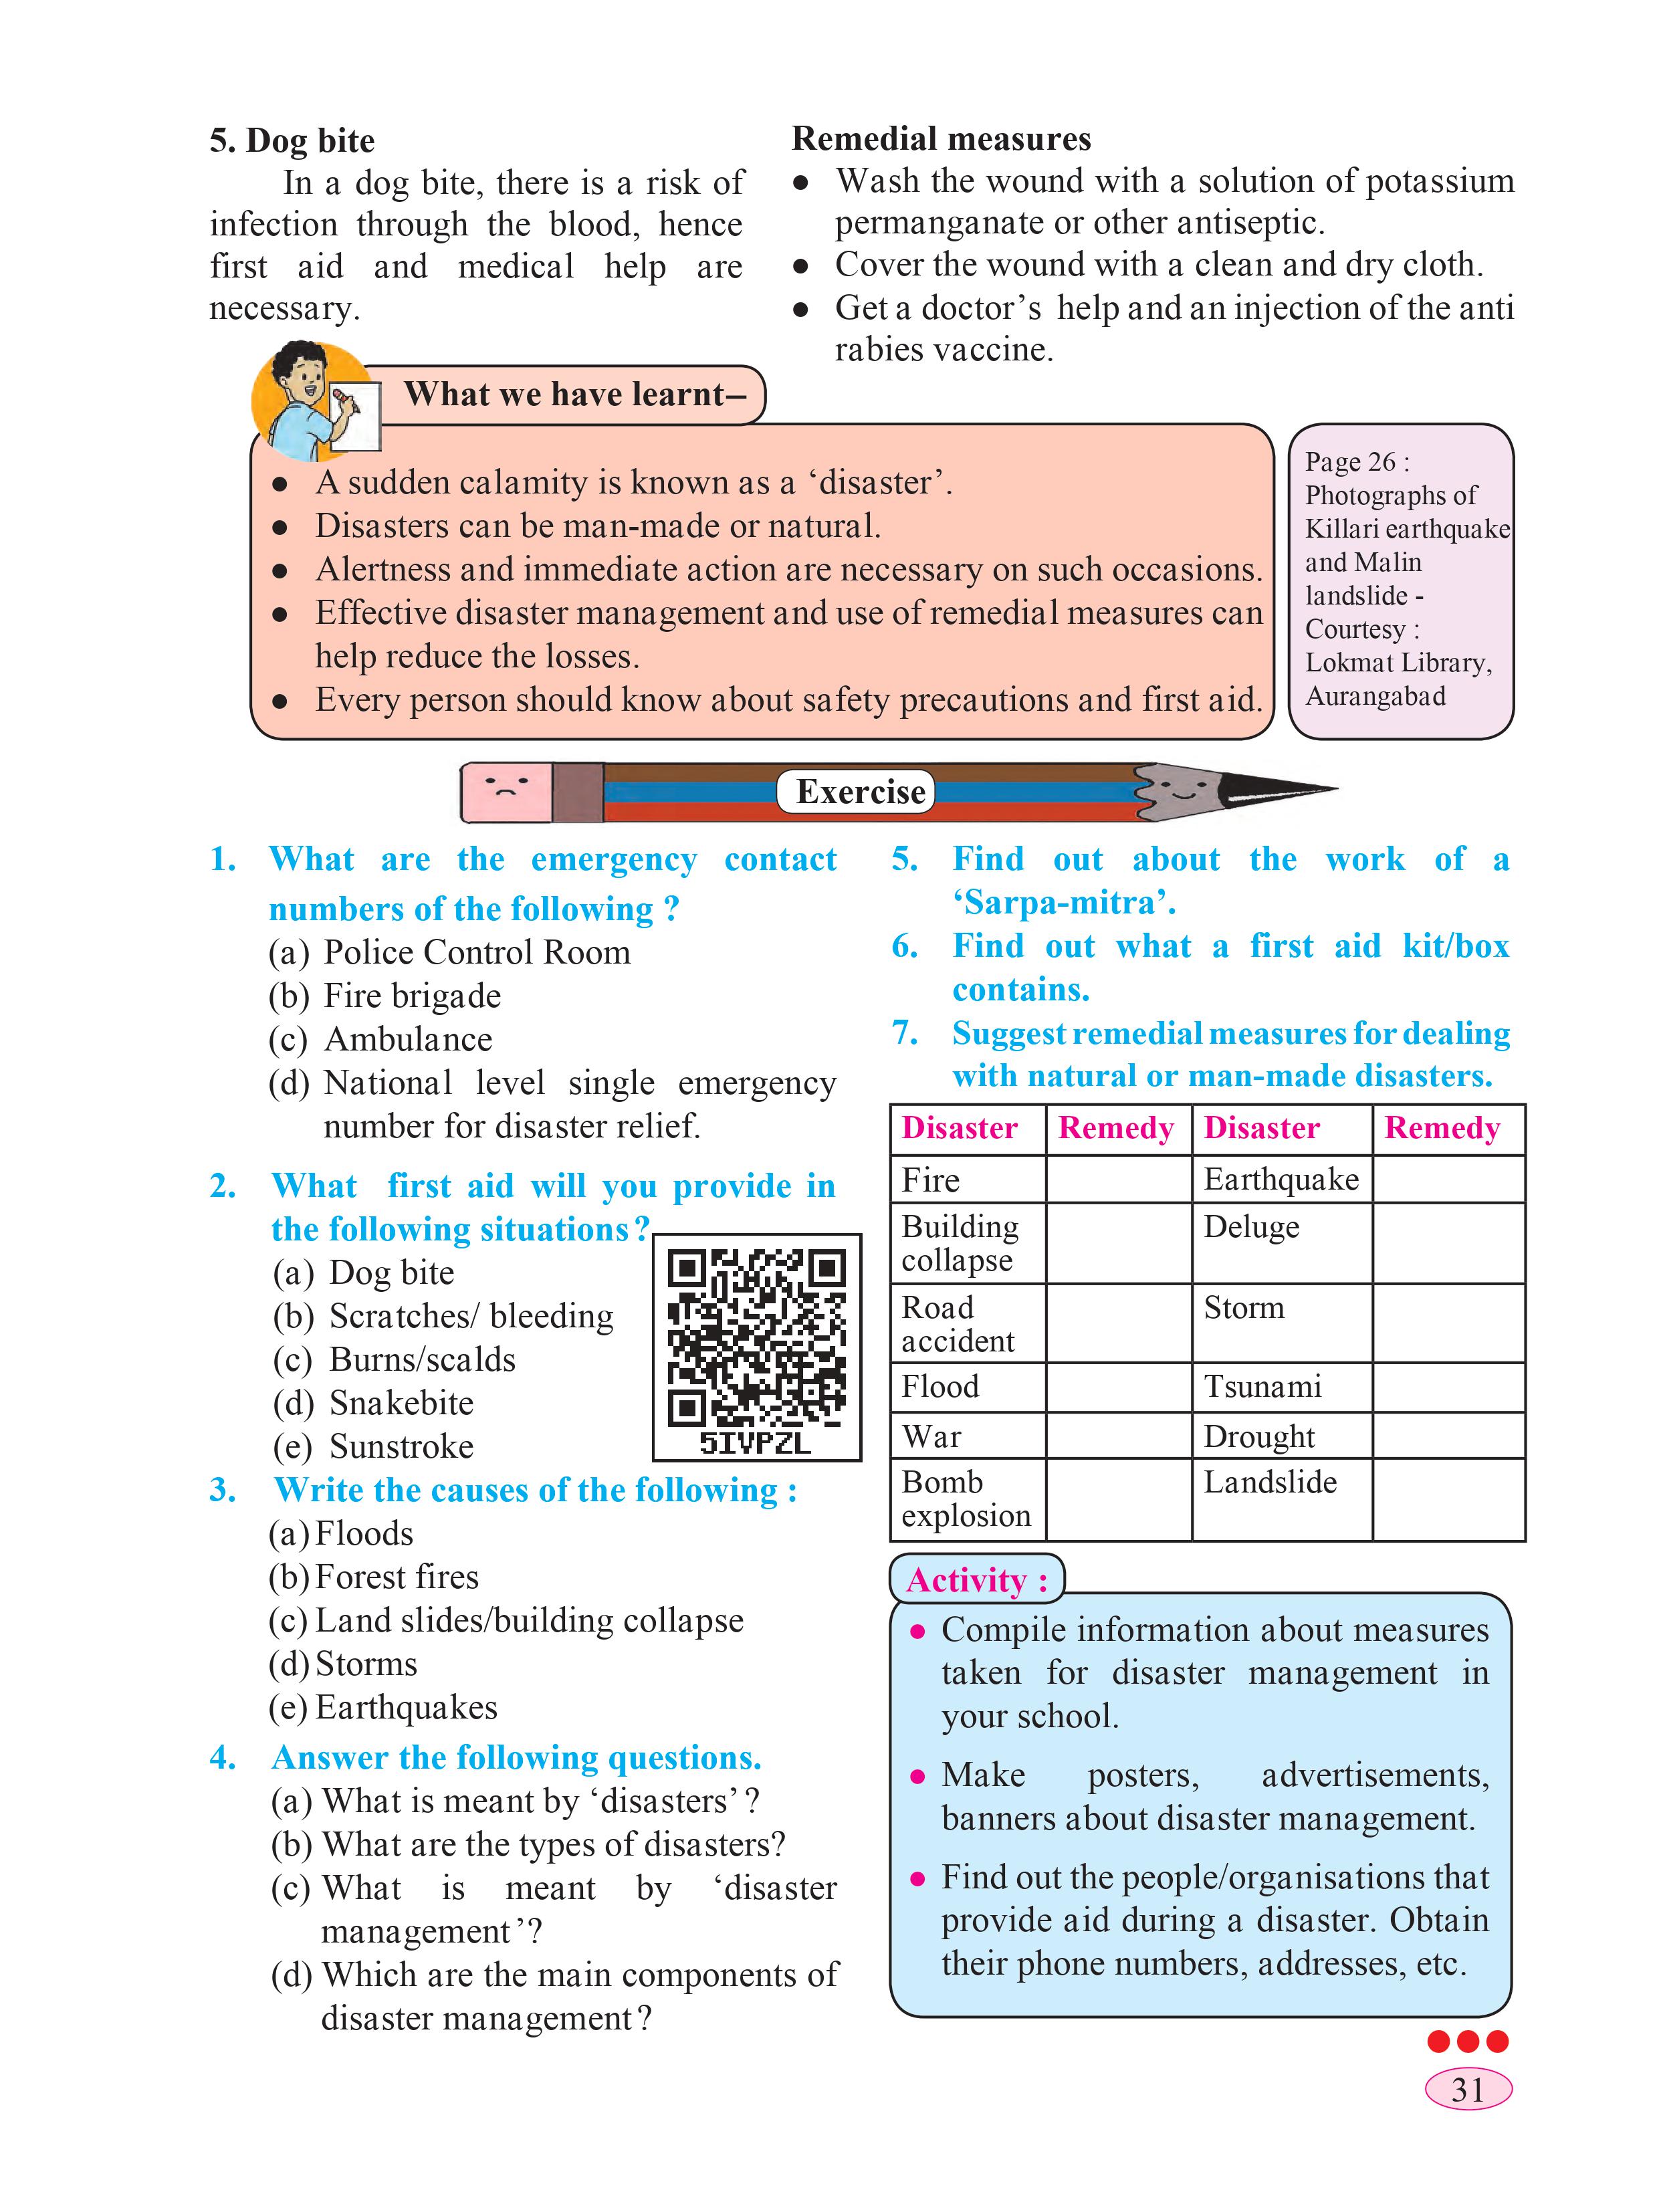 5. Dog bite
In a dog bite, there is a risk of
infection through the blood, hence
first aid and medical help are
necessary.
Remedial measures
● Wash the wound with a solution of potassium
permanganate or other antiseptic.
● Cover the wound with a clean and dry cloth.
● Get a doctor’s help and an injection of the anti
rabies vaccine.
What we have learnt–
● A sudden calamity is known as a ‘disaster’.
● Disasters can be man-made or natural.
● Alertness and immediate action are necessary on such occasions.
● Effective disaster management and use of remedial measures can
help reduce the losses.
● Every person should know about safety precautions and first aid.
Page 26 :
Photographs of
Killari earthquake
and Malin
landslide -
Courtesy :
Lokmat Library,
Aurangabad
Exercise
1. What are the emergency contact
numbers of the following ?
(a) Police Control Room
(b) Fire brigade
(c) Ambulance
(d) National level single emergency
number for disaster relief.
2. What first aid will you provide in
the following situations ?
(a) Dog bite
(b) Scratches/ bleeding
(c) Burns/scalds
(d) Snakebite
(e) Sunstroke
5IVPZL
3. Write the causes of the following :
(a) Floods
(b) Forest fires
(c) Land slides/building collapse
(d) Storms
(e) Earthquakes
4. Answer the following questions.
(a) What is meant by ‘disasters’ ?
(b) What are the types of disasters?
(c) What is meant by ‘disaster
management’?
(d) Which are the main components of
disaster management ?
5. Find out about the work of a
‘Sarpa-mitra’.
6. Find out what a first aid kit/box
contains.
7. Suggest remedial measures for dealing
with natural or man-made disasters.
Disaster Remedy Disaster Remedy
Fire Earthquake
Building Deluge
collapse
Road Storm
accident
Flood Tsunami
War Drought
Bomb Landslide
explosion
Activity :
● Compile information about measures
taken for disaster management in
your school.
● Make posters, advertisements,
banners about disaster management.
● Find out the people/organisations that
provide aid during a disaster. Obtain
their phone numbers, addresses, etc.
31